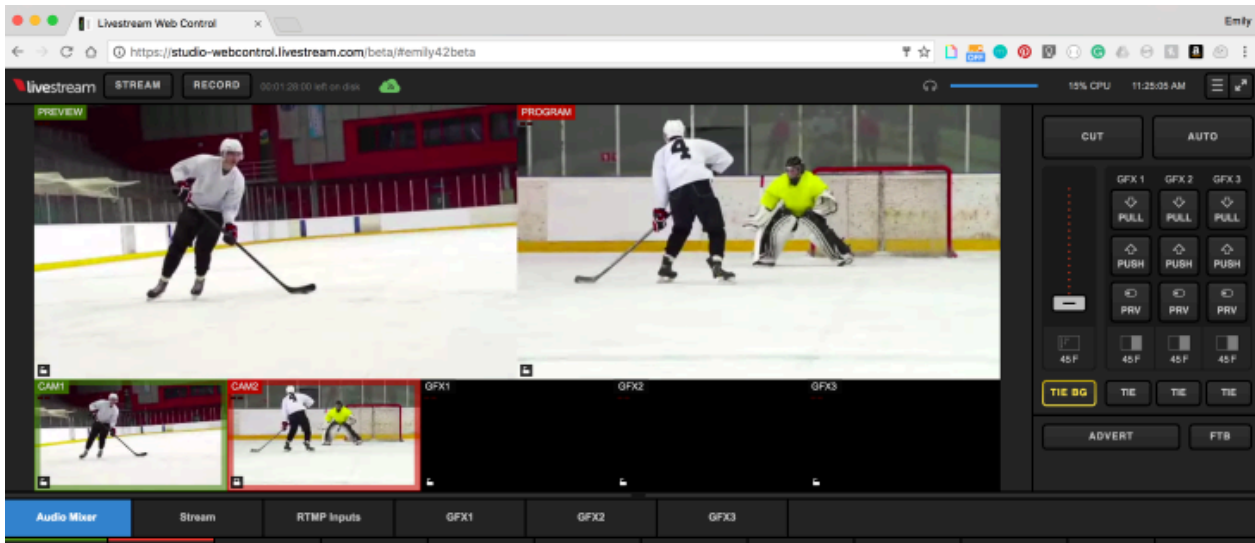 Livestream Web Control
Emily
https://studio-webcontrol.livestream.com/beta/#emily42beta
OFF
livestream STREAM RECORD 00:01:28:00 left on disk 15% CPU 11:25:05 AM
PREVIEW PROGRAM
4
CUT AUTO
GFX 1 GFX 2 GFX 3
PULL PULL PULL
PUSH PUSH PUSH
PRV PRV PRV
45F 45F 45F 45F
CAM1 CAM2 GFX1 GFX2 GFX3
TIE BG TIE TIE TIE
ADVERT FTB
Audio Mixer Stream RTMP Inputs GFX1 GFX2 GFX3